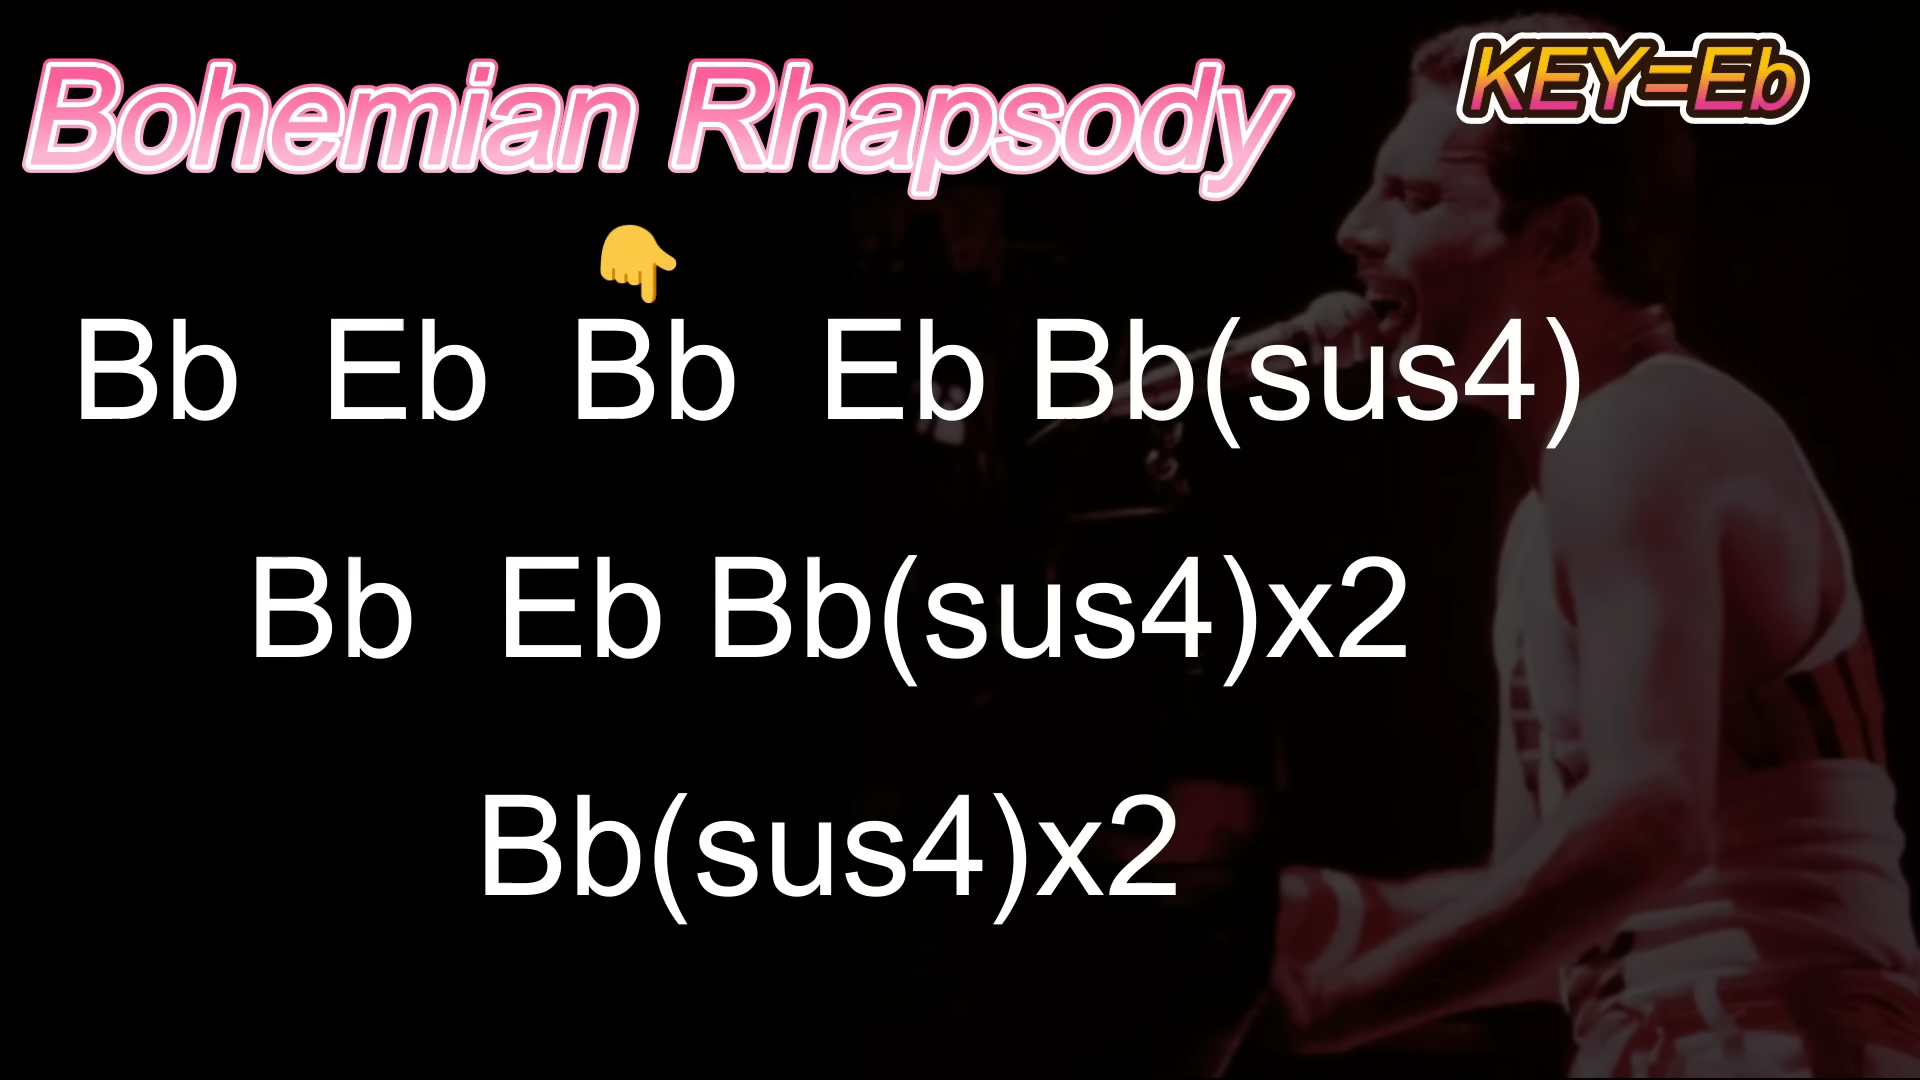 Bohemian Rhapsody
KEY=Eb
Bb Eb Bb Eb Bb(sus4)
Bb Eb Bb(sus4)x2
Bb(sus4)x2